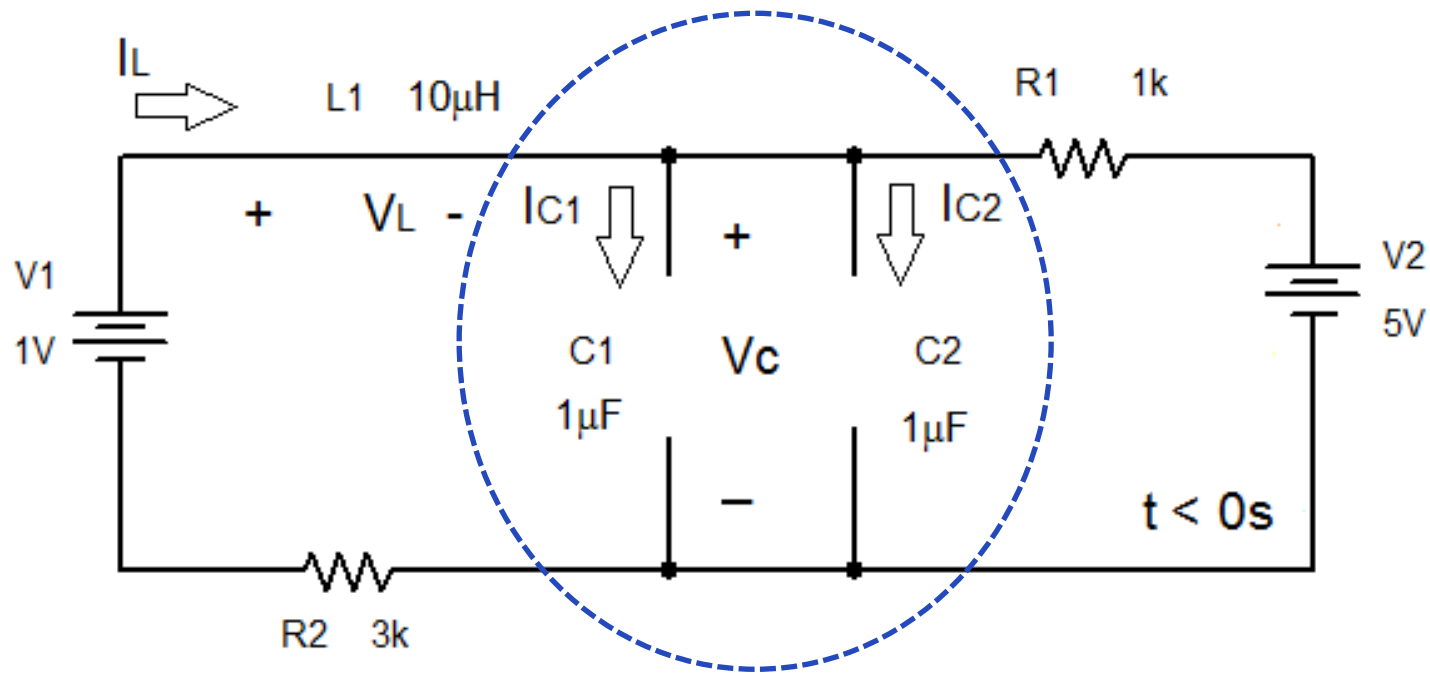 IL
L1 10μH
R1 1k
+ VL -
IC1
+
IC2
V1
1V
V2
5V
C1
1μF
Vc
C2
1μF
–
t < 0s
R2 3k